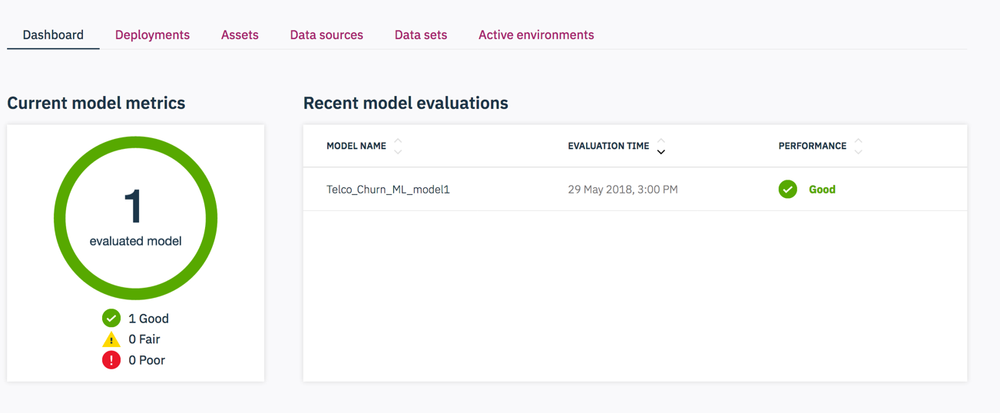 Dashboard Deployments Assets Data sources Data sets Active environments
Current model metrics
1
evaluated model
1 Good
0 Fair
0 Poor
Recent model evaluations
MODEL NAME EVALUATION TIME PERFORMANCE
Telco_Churn_ML_model1 29 May 2018, 3:00 PM Good